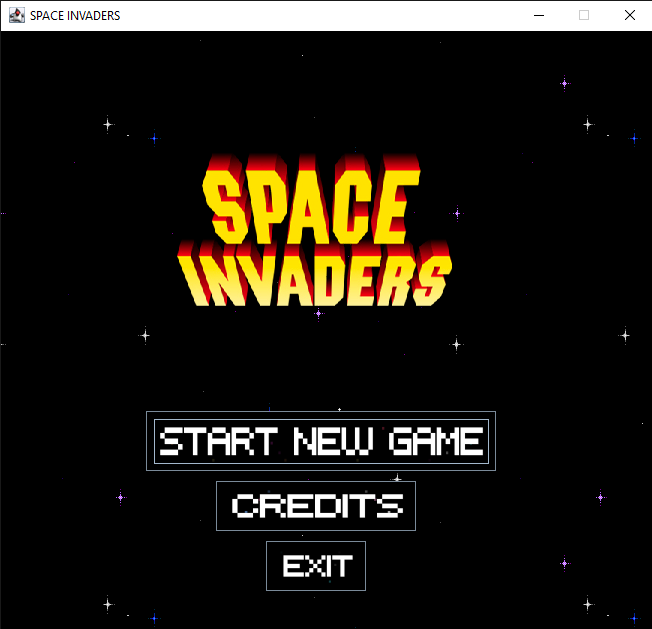 SPACE INVADERS
SPACE
INVADERS
START NEW GAME
CREDITS
EXIT